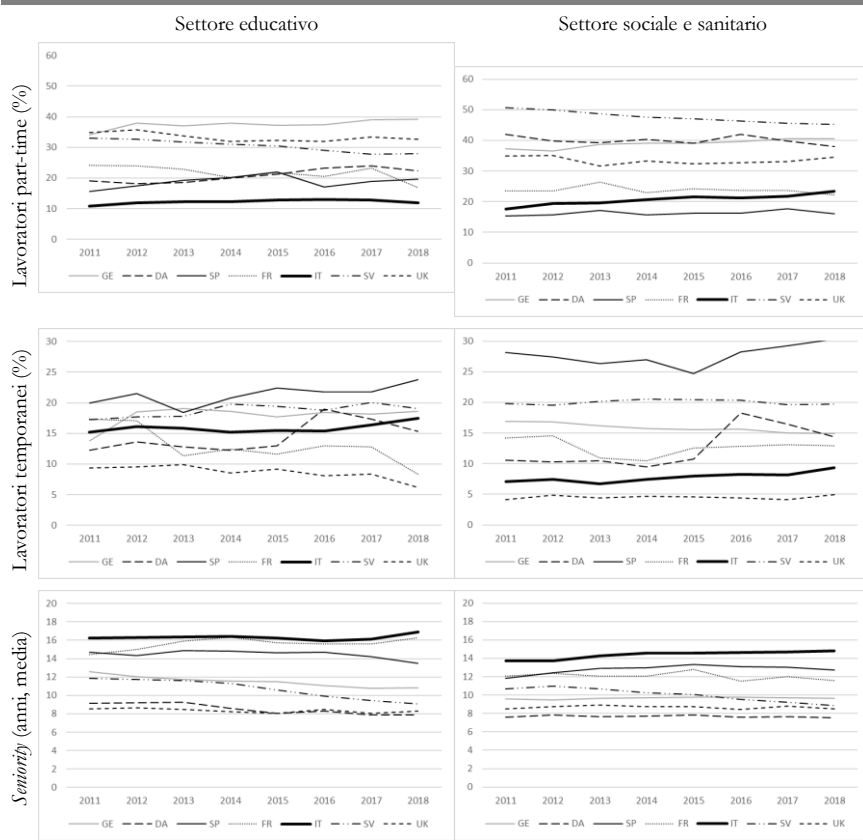 Settore educativo
Settore sociale e sanitario
Lavoratori part-time (%)
60
50
40
30
20
10
0
2011 2012 2013 2014 2015 2016 2017 2018
GE DA SP FR IT SV UK
60
50
40
30
20
10
0
2011 2012 2013 2014 2015 2016 2017 2018
GE DA SP FR IT SV UK
Lavoratori temporanei (%)
30
25
20
15
10
5
0
2011 2012 2013 2014 2015 2016 2017 2018
GE DA SP FR IT SV UK
30
25
20
15
10
5
0
2011 2012 2013 2014 2015 2016 2017 2018
GE DA SP FR IT SV UK
Seniority (anni, media)
20
18
16
14
12
10
8
6
4
2
0
2011 2012 2013 2014 2015 2016 2017 2018
GE DA SP FR IT SV UK
20
18
16
14
12
10
8
6
4
2
0
2011 2012 2013 2014 2015 2016 2017 2018
GE DA SP FR IT SV UK